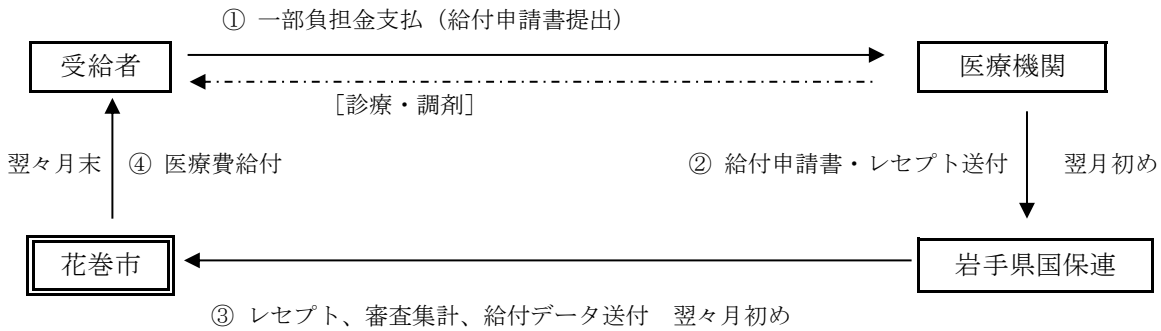 ① 一部負担金支払（給付申請書提出）
受給者
医療機関
［診療・調剤］
翌々月末
④ 医療費給付
② 給付申請書・レセプト送付
翌月初め
花巻市
岩手県国保連
③ レセプト、審査集計、給付データ送付　翌々月初め